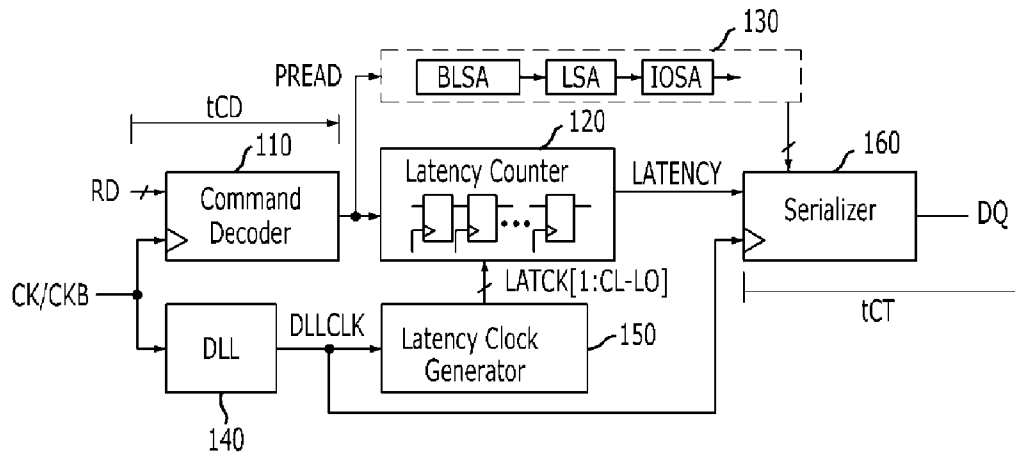 130
PREAD
BLSA
LSA
IOSA
tCD
110
120
160
RD
Command
Decoder
Latency Counter
LATENCY
Serializer
DQ
CK/CKB
LATCK[1:CL-LO]
tCT
DLL
DLLCLK
Latency Clock
Generator
150
140